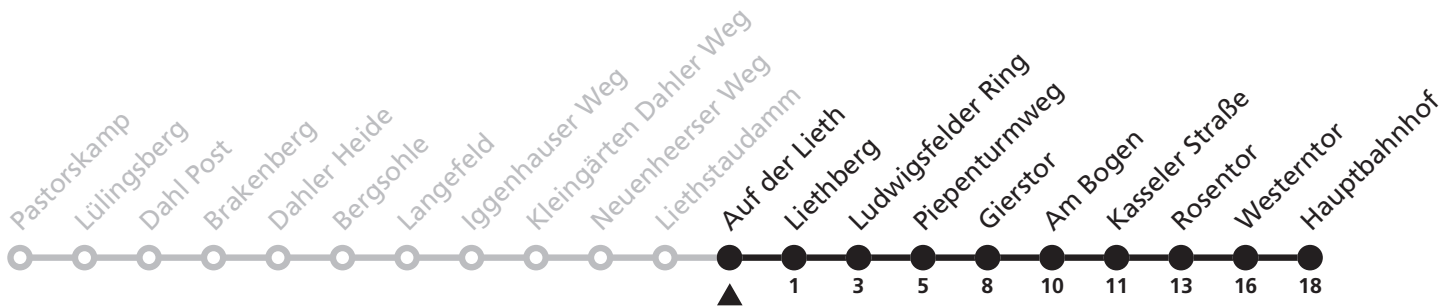 Pastorskamp
Lülingsberg
Dahl Post
Brakenberg
Dahler Heide
Bergsohle
Langefeld
Iggenhauser Weg
Kleingärten Dahler Weg
Neuenheerser Weg
Liethstaudamm
Auf der Lieth
Liethberg
Ludwigsfelder Ring
Piepenturmweg
Gierstor
Am Bogen
Kasseler Straße
Rosentor
Westerntor
Hauptbahnhof
1 3 5 8 10 11 13 16 18